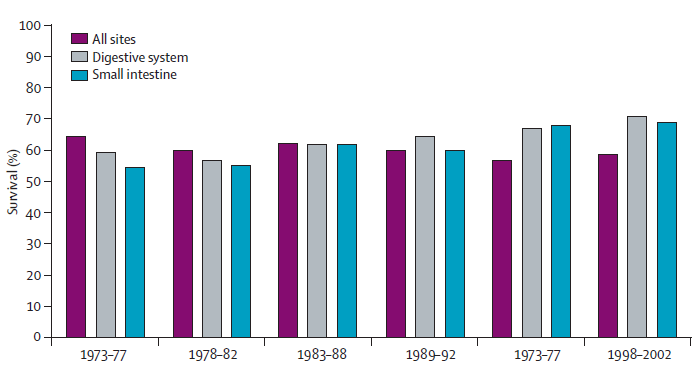 100
90
80
70
60
50
40
30
20
10
0
Survival (%)
All sites
Digestive system
Small intestine
1973–77 1978–82 1983–88 1989–92 1973–77 1998–2002